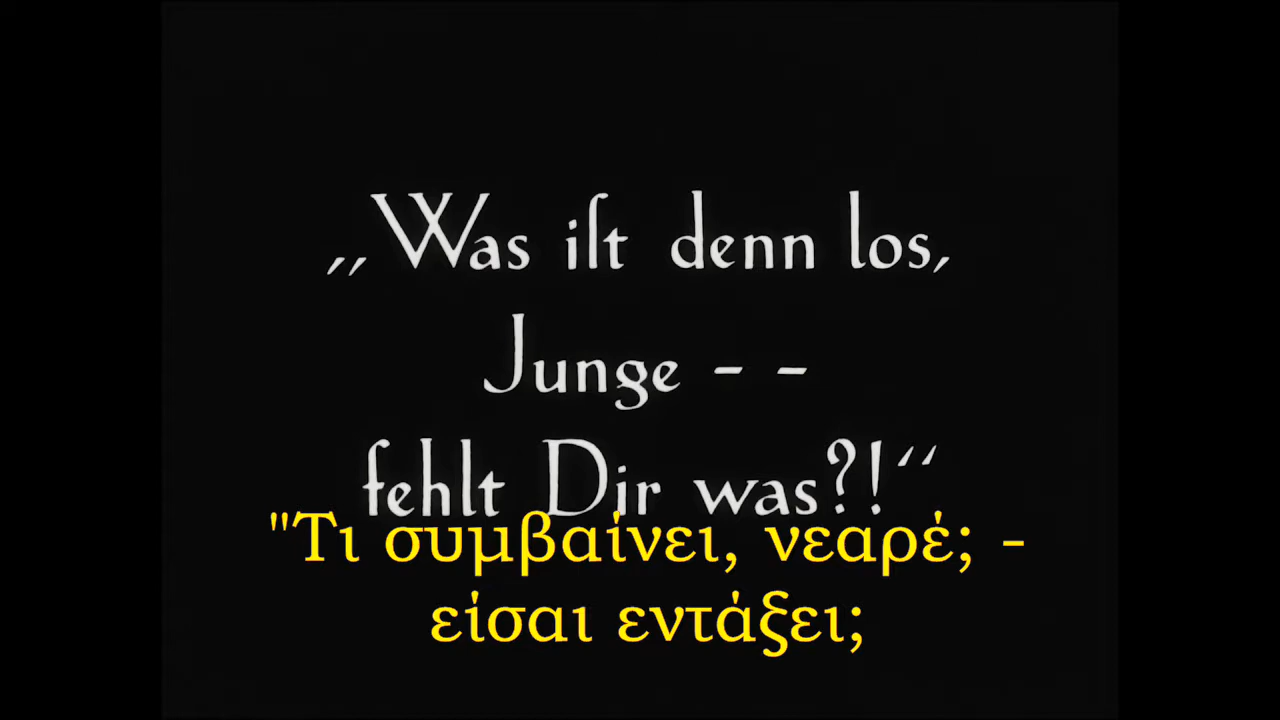 „Was iſt denn los,
Junge - -
fehlt Dir was?!“
"Τι συμβαίνει, νεαρέ; -
είσαι εντάξει;